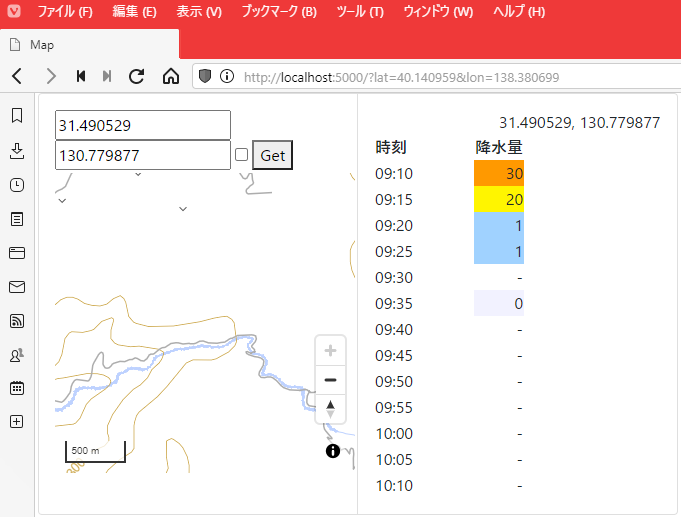 ファイル (F) 編集 (E) 表示 (V) ブックマーク (B) ツール (T) ウィンドウ (W) ヘルプ (H)
Map
http://localhost:5000/?lat=40.140959&lon=138.380699
31.490529
130.779877 Get
500 m
31.490529, 130.779877
時刻 降水量
09:10 30
09:15 20
09:20 1
09:25 1
09:30 -
09:35 0
09:40 -
09:45 -
09:50 -
09:55 -
10:00 -
10:05 -
10:10 -